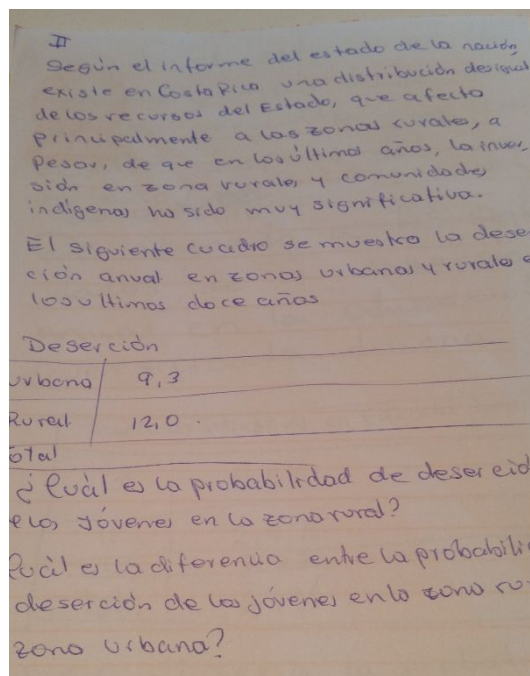 II
Según el informe del estado de la nación,
existe en Costa Rica una distribución desigual
de los recursos del Estado, que afecta
principalmente a las zonas rurales, a
pesar, de que en los últimos años, la inver,
sión en zona rurales y comunidades
indígenas ha sido muy significativa.
El siguiente cuadro se muestra la dese
ción anual en zonas urbanas y rurales e
los últimos doce años
Deserción
urbana 9,3
Rural 12,0.
otal
¿Cuál es la probabilidad de deserció
e los jóvenes en la zona rural?
Cuál es la diferencia entre la probabili
deserción de los jóvenes en la zona ru
zona urbana?